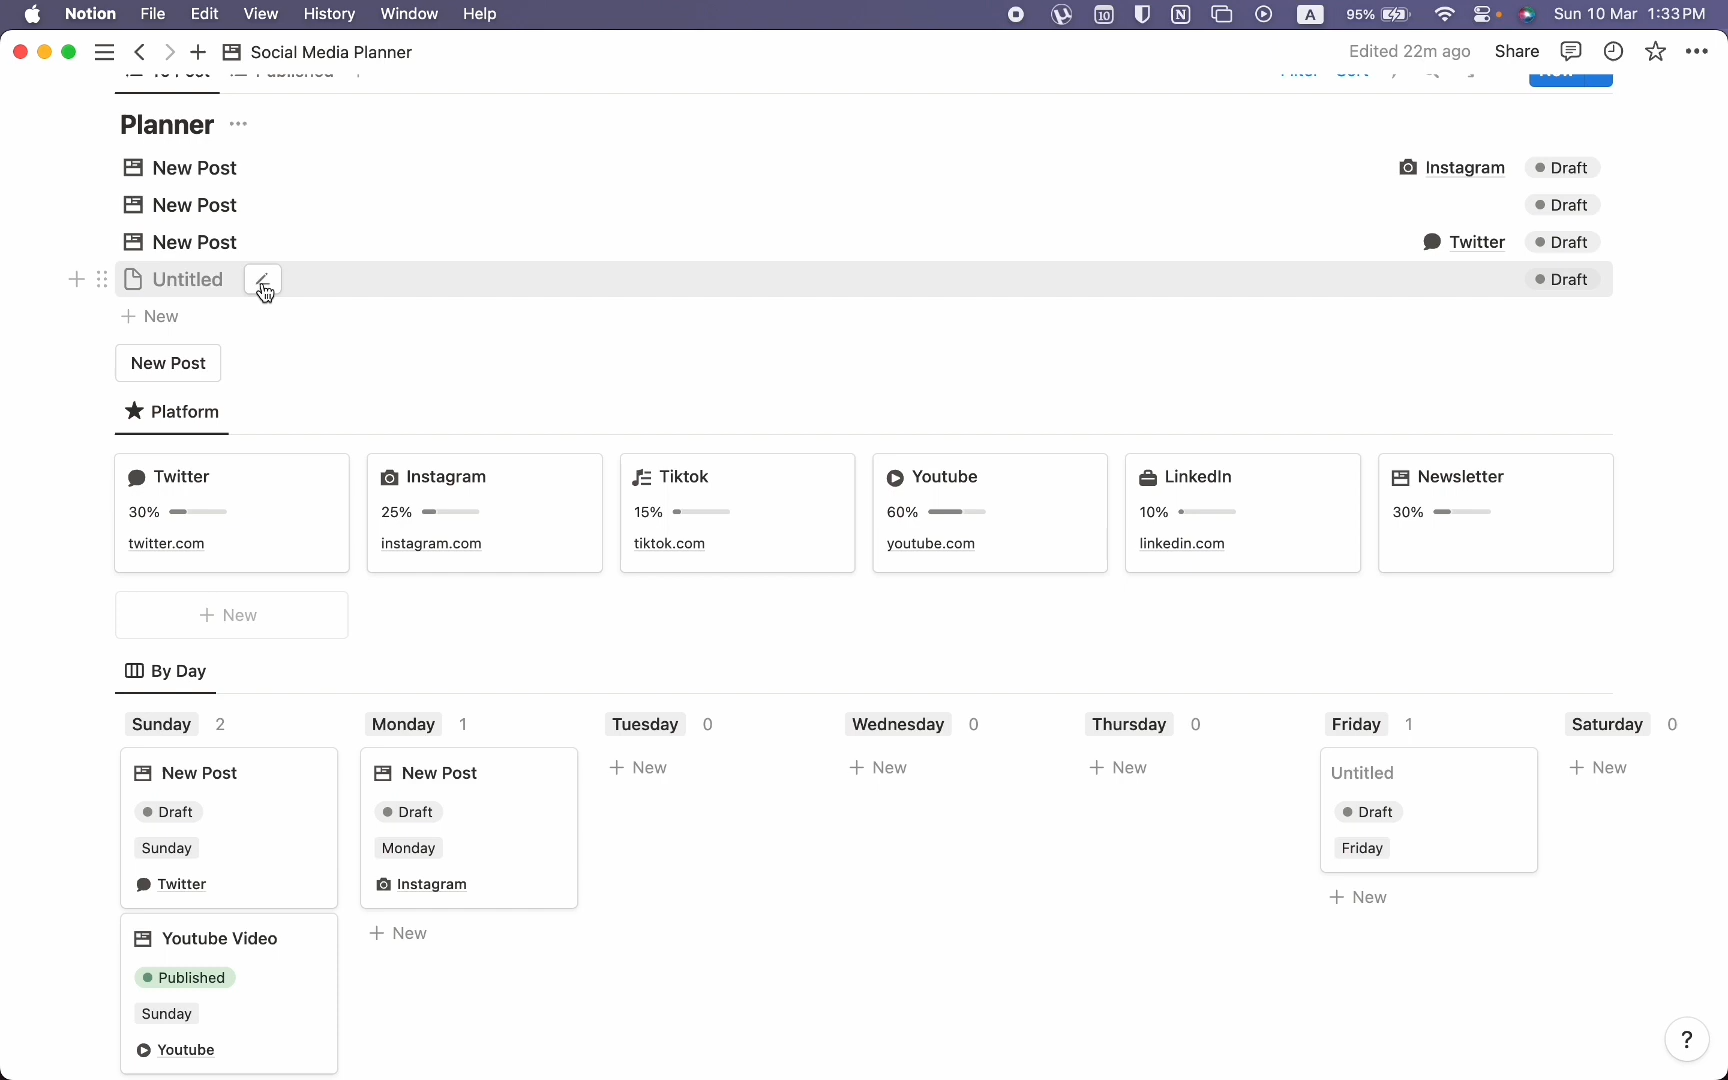 Notion File Edit View History Window Help 10 A 95% Sun 10 Mar 1:33 PM
Social Media Planner Edited 22m ago Share
Planner
New Post Instagram Draft
New Post Draft
New Post Twitter Draft
Untitled Draft
+ New
New Post
Platform
Twitter Instagram Tiktok Youtube LinkedIn Newsletter
30% 25% 15% 60% 10% 30%
twitter.com instagram.com tiktok.com youtube.com linkedin.com
+ New
By Day
Sunday 2 Monday 1 Tuesday 0 Wednesday 0 Thursday 0 Friday 1 Saturday 0
New Post New Post + New + New + New Untitled + New
Draft Draft Draft
Sunday Monday Friday
Twitter Instagram + New
Youtube Video + New
Published
Sunday
Youtube
?